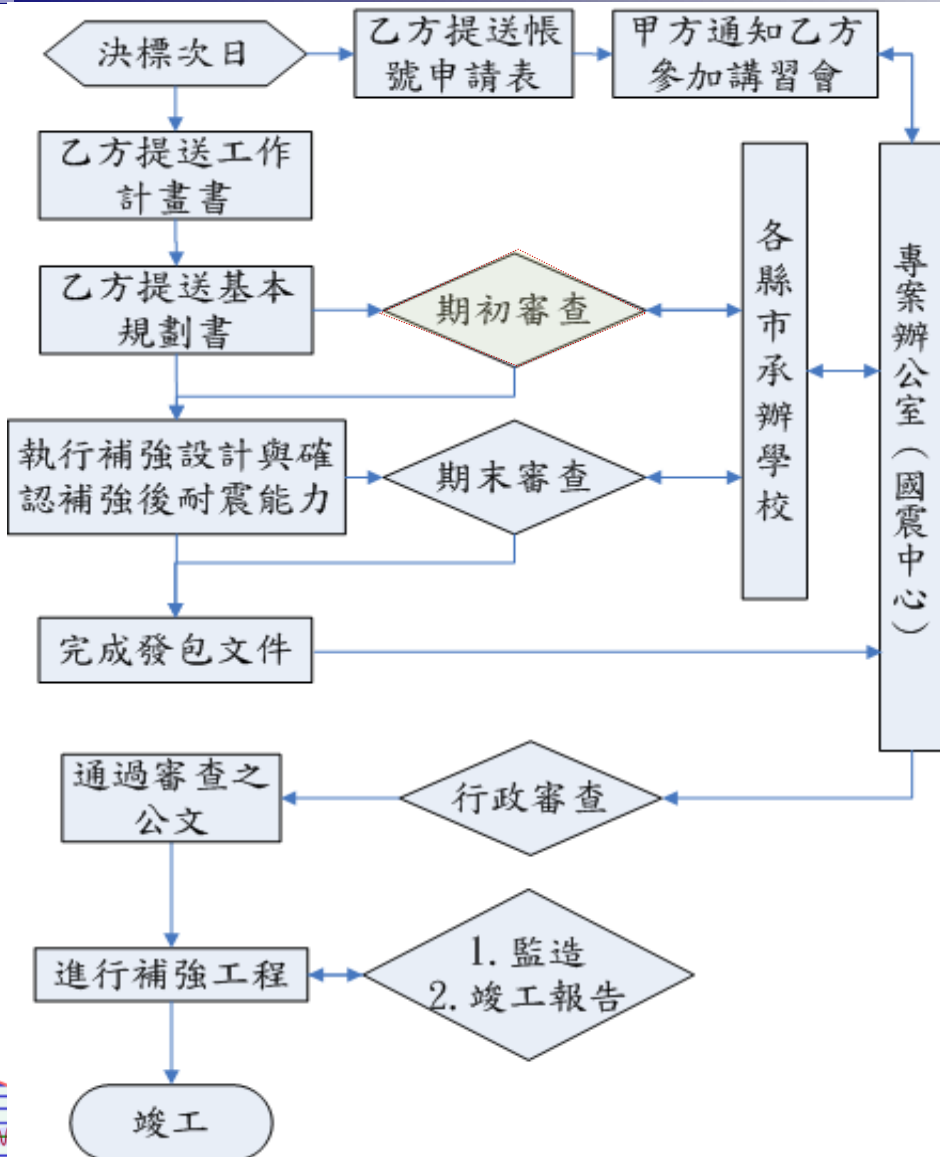 決標次日
乙方提送帳
號申請表
甲方通知乙方
參加講習會
乙方提送工作
計畫書
乙方提送基本
規劃書
期初審查
各縣市承辦學校
專案辦公室（國震中心）
執行補強設計與確
認補強後耐震能力
期末審查
完成發包文件
通過審查之
公文
行政審查
進行補強工程
1. 監造
2. 竣工報告
竣工